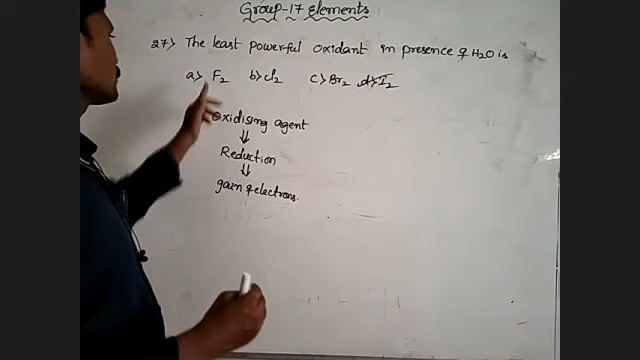 Group-17 Elements
27> The least powerful oxidant in presence of H2O is
a> F2 b> Cl2 c> Br2 d> I2
Oxidising agent
⇓
Reduction
⇓
gain of electrons.